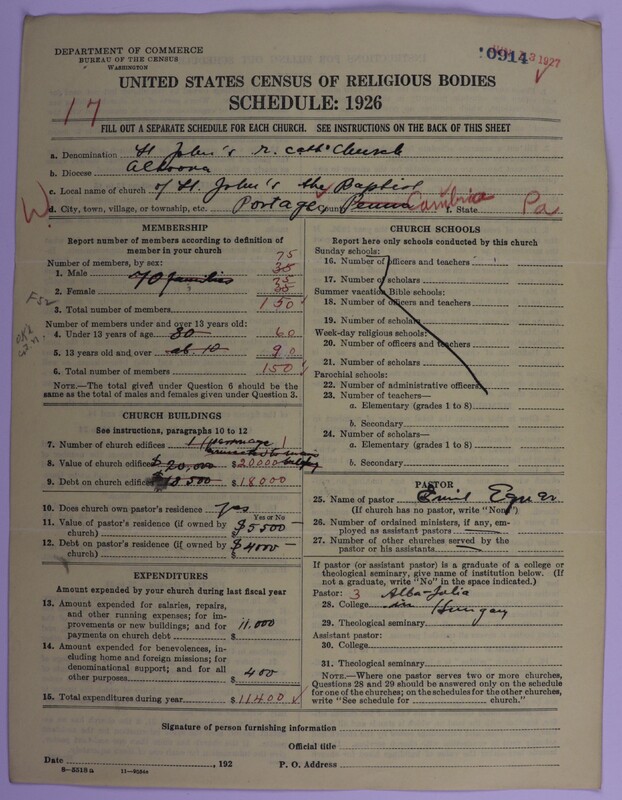 DEPARTMENT OF COMMERCE
BUREAU OF THE CENSUS
WASHINGTON
0914
1927
UNITED STATES CENSUS OF RELIGIOUS BODIES
SCHEDULE: 1926
17
FILL OUT A SEPARATE SCHEDULE FOR EACH CHURCH. SEE INSTRUCTIONS ON THE BACK OF THIS SHEET
a. Denomination St John's r. cath. Church
b. Diocese Altoona
c. Local name of church of St. John's the Baptist
d. City, town, village, or township, etc. Portage, Penna Cambria f. State Pa
MEMBERSHIP
Report number of members according to definition of member in your church
Number of members, by sex:
1. Male 70 families 35 75
2. Female 35 75
3. Total number of members 150
Number of members under and over 13 years old:
4. Under 13 years of age 80 60
5. 13 years old and over ab. 10 90
6. Total number of members 150
NOTE.—The total given under Question 6 should be
same as the total of males and females given under Question 3.
CHURCH BUILDINGS
See instructions, paragraphs 10 to 12
7. Number of church edifices 1 (parsonage 1
8. Value of church edifices $20,000 $20000
9. Debt on church edifices $18500 $18000
10. Does church own pastor's residence yes
Yes or No
11. Value of pastor's residence (if owned by
church) $5500—
12. Debt on pastor's residence (if owned by
church) $4000—
EXPENDITURES
Amount expended by your church during last fiscal year
13. Amount expended for salaries, repairs,
and other running expenses; for im-
provements or new buildings; and for
payments on church debt $11.000
14. Amount expended for benevolences, in-
cluding home and foreign missions; for
denominational support; and for all
other purposes $400
15. Total expenditures during year $11400
CHURCH SCHOOLS
Report here only schools conducted by this church
Sunday schools:
16. Number of officers and teachers
17. Number of scholars
Summer vacation Bible schools:
18. Number of officers and teachers
19. Number of scholars
Week-day religious schools:
20. Number of officers and teachers
21. Number of scholars
Parochial schools:
22. Number of administrative officers
23. Number of teachers—
a. Elementary (grades 1 to 8)
b. Secondary
24. Number of scholars—
a. Elementary (grades 1 to 8)
b. Secondary
PASTOR
25. Name of pastor Emil
(If church has no pastor, write "None")
26. Number of ordained ministers, if any, em-
ployed as assistant pastors
27. Number of other churches served by the
pastor or his assistants
If pastor (or assistant pastor) is a graduate of a college or
theological seminary, give name of institution below. (If
not a graduate, write "No" in the space indicated.)
Pastor: 3 Alba-Julia
28. College in Hungary
29. Theological seminary
Assistant pastor:
30. College
31. Theological seminary
NOTE.—Where one pastor serves two or more churches,
Questions 28 and 29 should be answered only on the schedule
for one of the churches; on the schedules for the other churches,
write "See schedule for church."
Signature of person furnishing information
Official title
Date , 192 P. O. Address
8—5518a